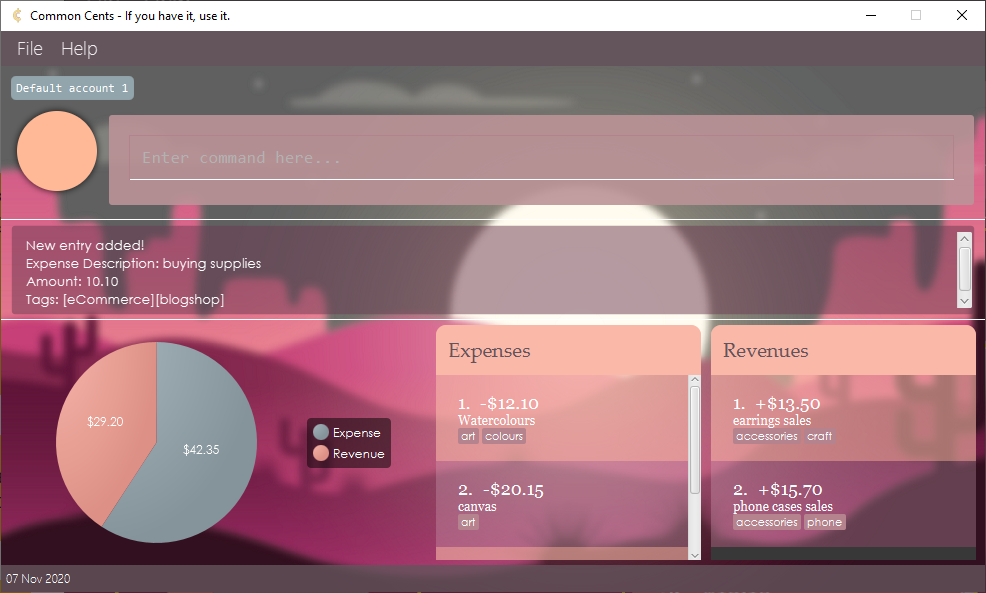 Common Cents - If you have it, use it.
File Help
Default account 1
Enter command here...
New entry added!
Expense Description: buying supplies
Amount: 10.10
Tags: [eCommerce][blogshop]
$29.20
$42.35
Expense
Revenue
Expenses
1. -$12.10
Watercolours
art colours
2. -$20.15
canvas
art
Revenues
1. +$13.50
earrings sales
accessories craft
2. +$15.70
phone cases sales
accessories phone
07 Nov 2020